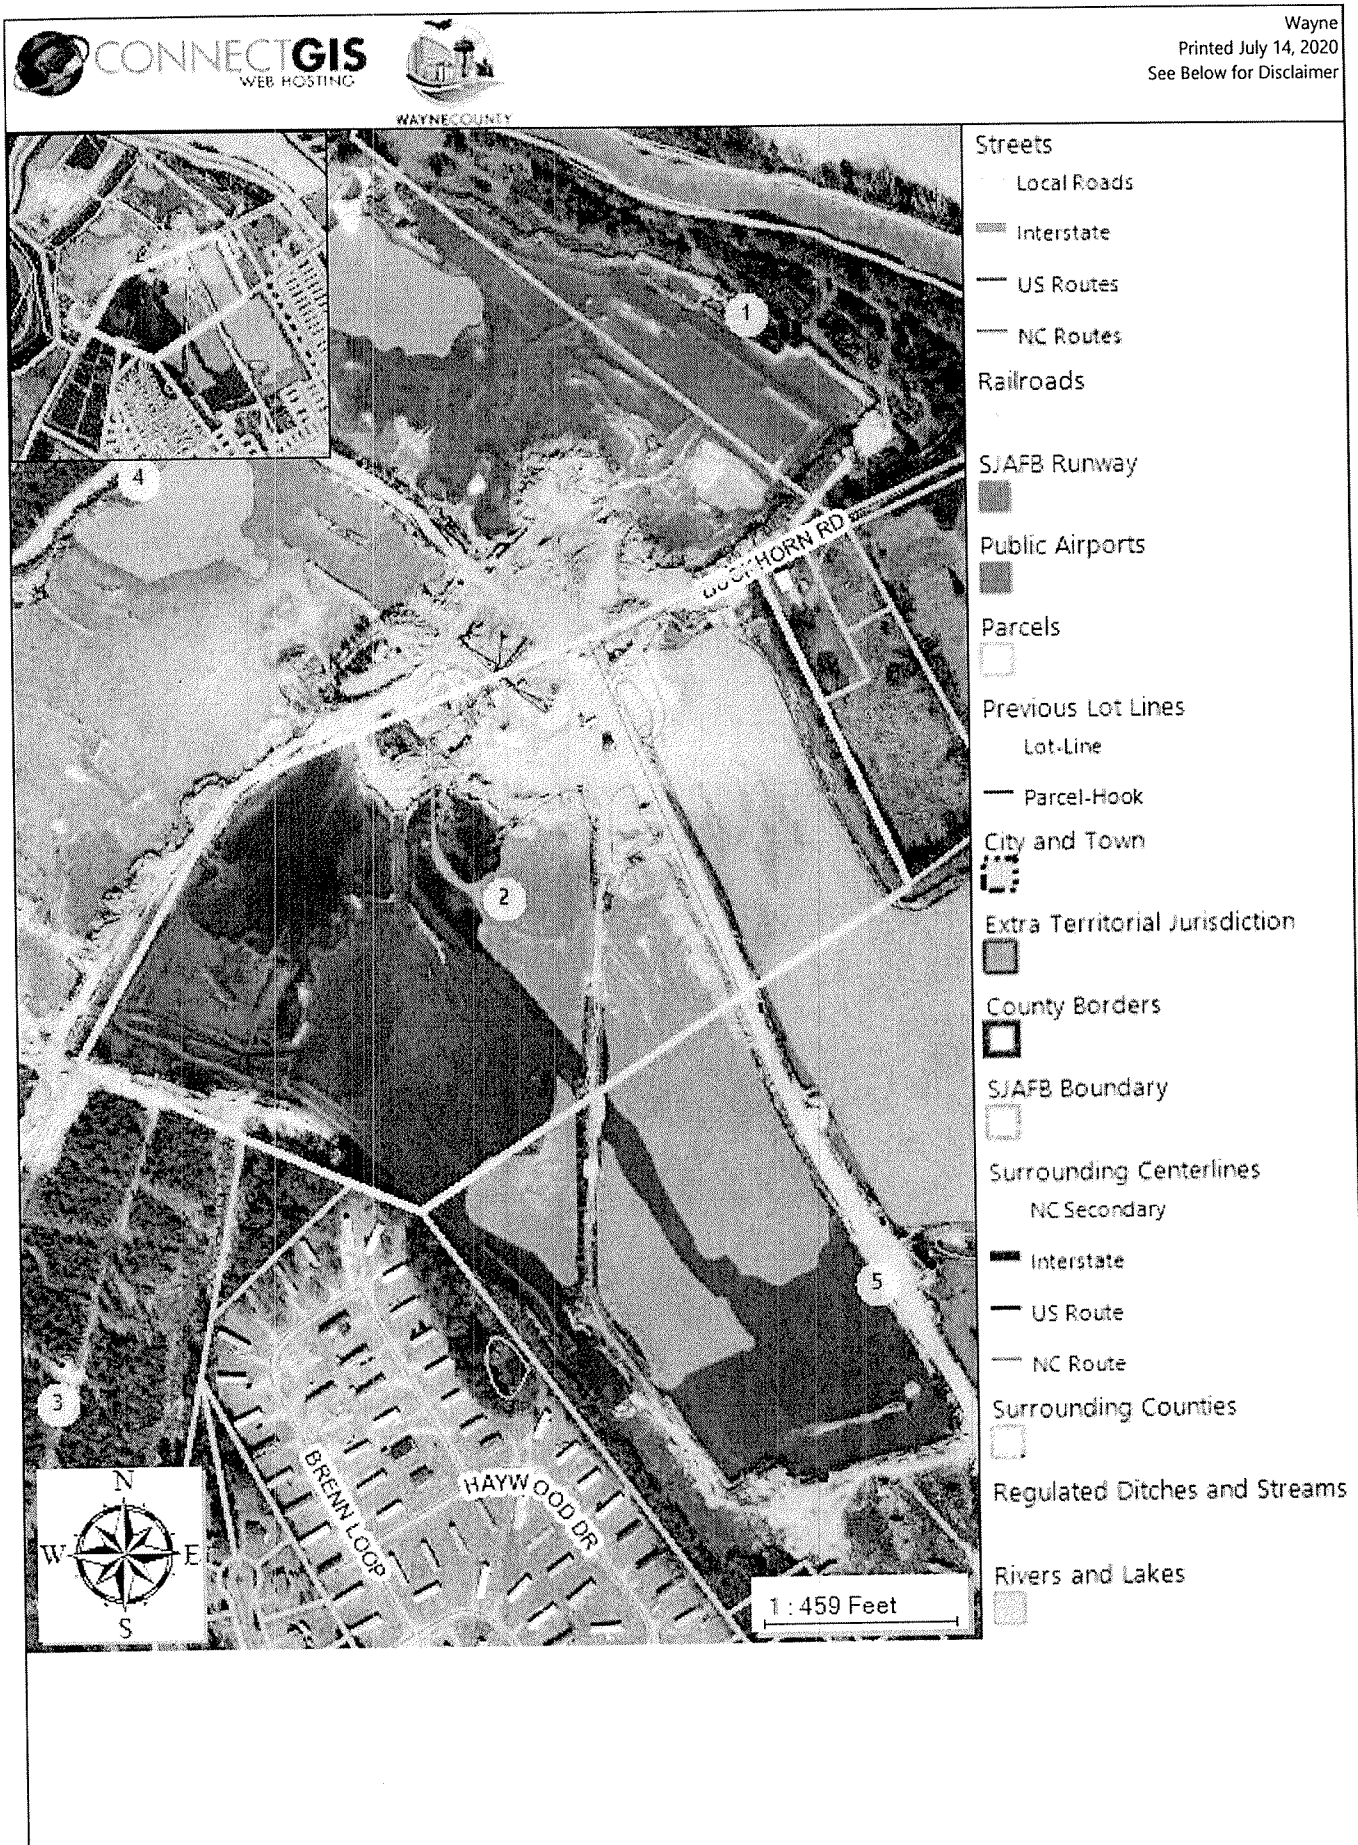 CONNECTGIS
WEB HOSTING
WAYNECOUNTY
Wayne
Printed July 14, 2020
See Below for Disclaimer
Streets
Local Roads
Interstate
US Routes
NC Routes
Railroads
SJAFB Runway
Public Airports
Parcels
Previous Lot Lines
Lot-Line
Parcel-Hook
City and Town
Extra Territorial Jurisdiction
County Borders
SJAFB Boundary
Surrounding Centerlines
NC Secondary
Interstate
US Route
NC Route
Surrounding Counties
Regulated Ditches and Streams
Rivers and Lakes
1
4
BUCKHORN RD
2
5
3
BRENN LOOP
HAYWOOD DR
N
W
E
S
1 : 459 Feet